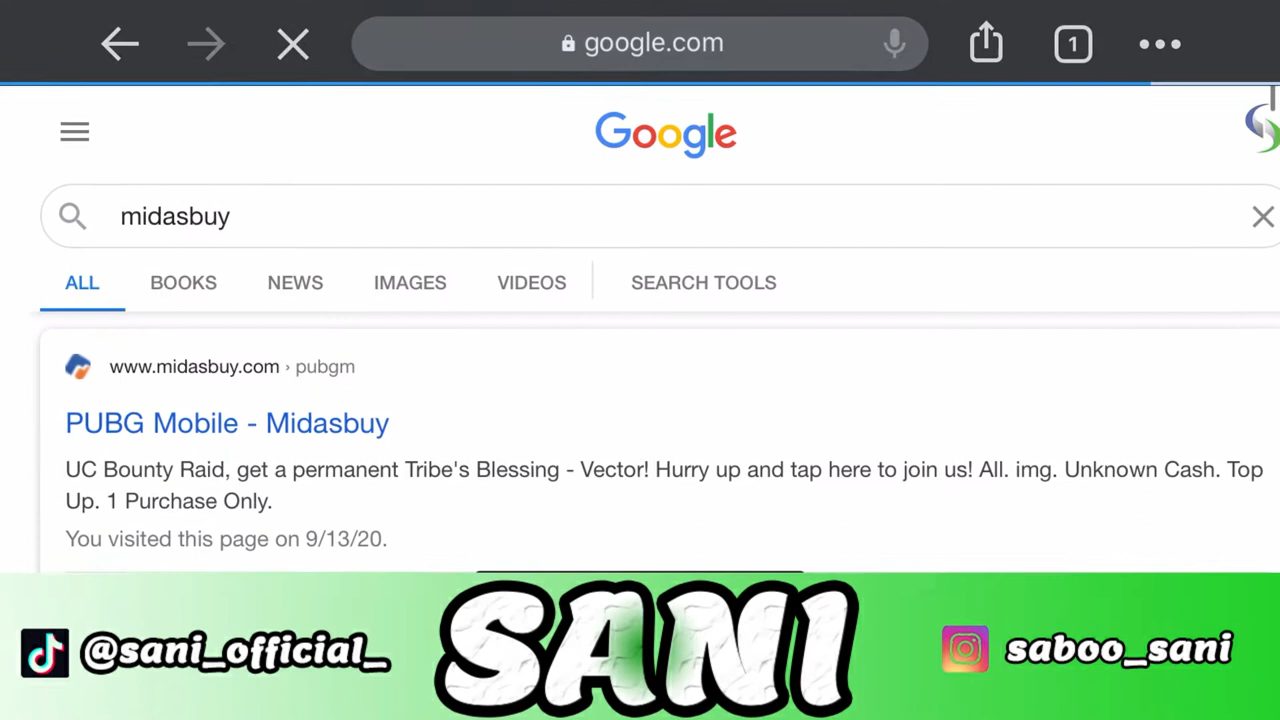 google.com
1
Google
midasbuy
ALL BOOKS NEWS IMAGES VIDEOS SEARCH TOOLS
www.midasbuy.com › pubgm
PUBG Mobile - Midasbuy
UC Bounty Raid, get a permanent Tribe's Blessing - Vector! Hurry up and tap here to join us! All. img. Unknown Cash. Top
Up. 1 Purchase Only.
You visited this page on 9/13/20.
@sani_official_ SANI saboo_sani